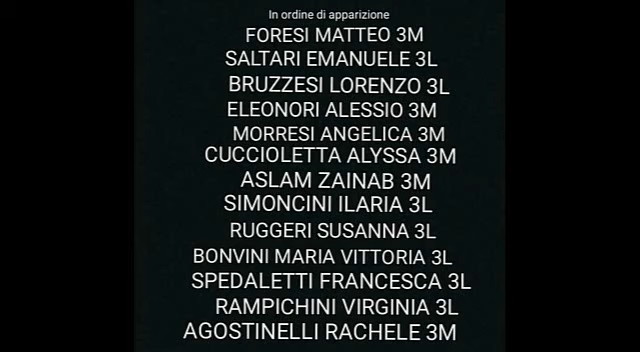 In ordine di apparizione
FORESI MATTEO 3M
SALTARI EMANUELE 3L
BRUZZESI LORENZO 3L
ELEONORI ALESSIO 3M
MORRESI ANGELICA 3M
CUCCIOLETTA ALYSSA 3M
ASLAM ZAINAB 3M
SIMONCINI ILARIA 3L
RUGGERI SUSANNA 3L
BONVINI MARIA VITTORIA 3L
SPEDALETTI FRANCESCA 3L
RAMPICHINI VIRGINIA 3L
AGOSTINELLI RACHELE 3M